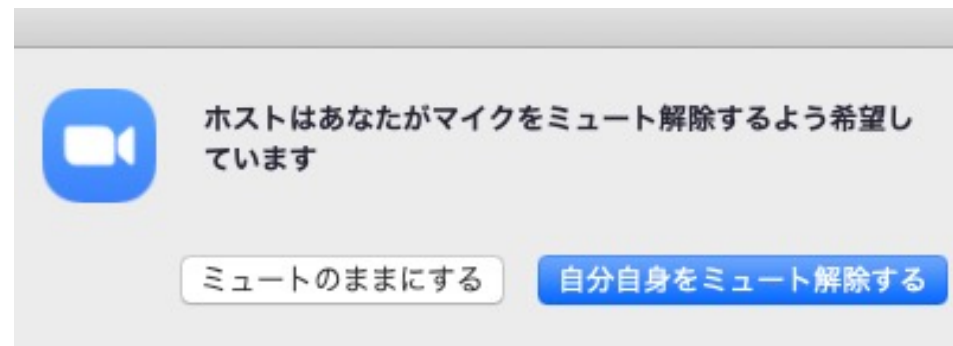 ホストはあなたがマイクをミュート解除するよう希望し
ています
ミュートのままにする
自分自身をミュート解除する